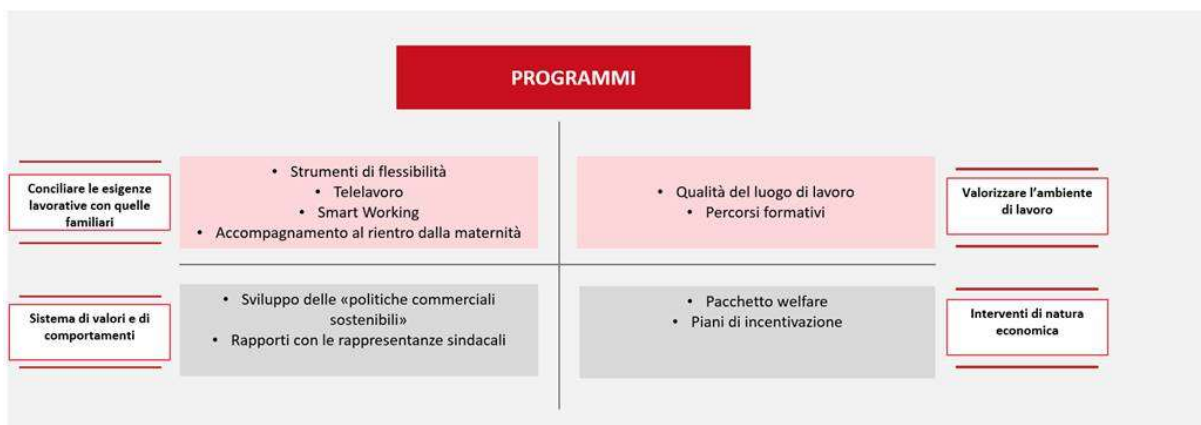 PROGRAMMI
Conciliare le esigenze
lavorative con quelle
familiari
• Strumenti di flessibilità
• Telelavoro
• Smart Working
• Accompagnamento al rientro dalla maternità
• Qualità del luogo di lavoro
• Percorsi formativi
Valorizzare l'ambiente
di lavoro
Sistema di valori e di
comportamenti
• Sviluppo delle «politiche commerciali
sostenibili»
• Rapporti con le rappresentanze sindacali
• Pacchetto welfare
• Piani di incentivazione
Interventi di natura
economica